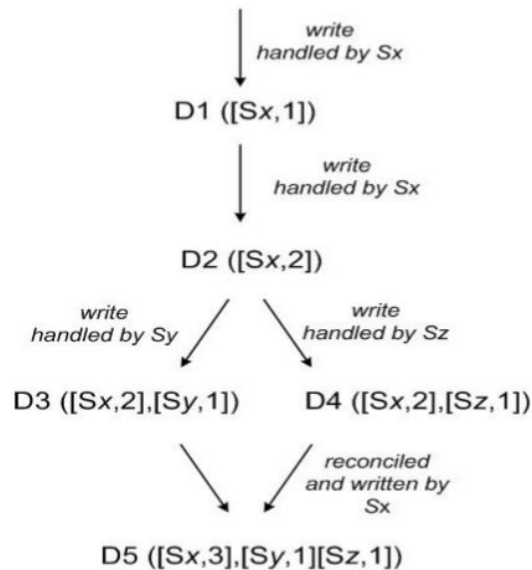 write
handled by Sx
D1 ([Sx,1])
write
handled by Sx
D2 ([Sx,2])
write
handled by Sy
write
handled by Sz
D3 ([Sx,2],[Sy,1])
D4 ([Sx,2],[Sz,1])
reconciled
and written by
Sx
D5 ([Sx,3],[Sy,1][Sz,1])